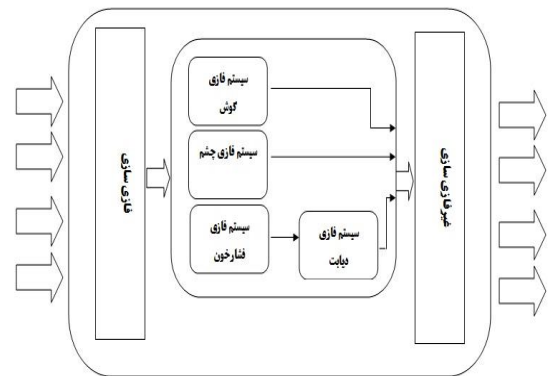 فازی سازی
سیستم فازی
گوش
سیستم فازی چشم
سیستم فازی
فشارخون
سیستم فازی
دیابت
غیرفازی سازی